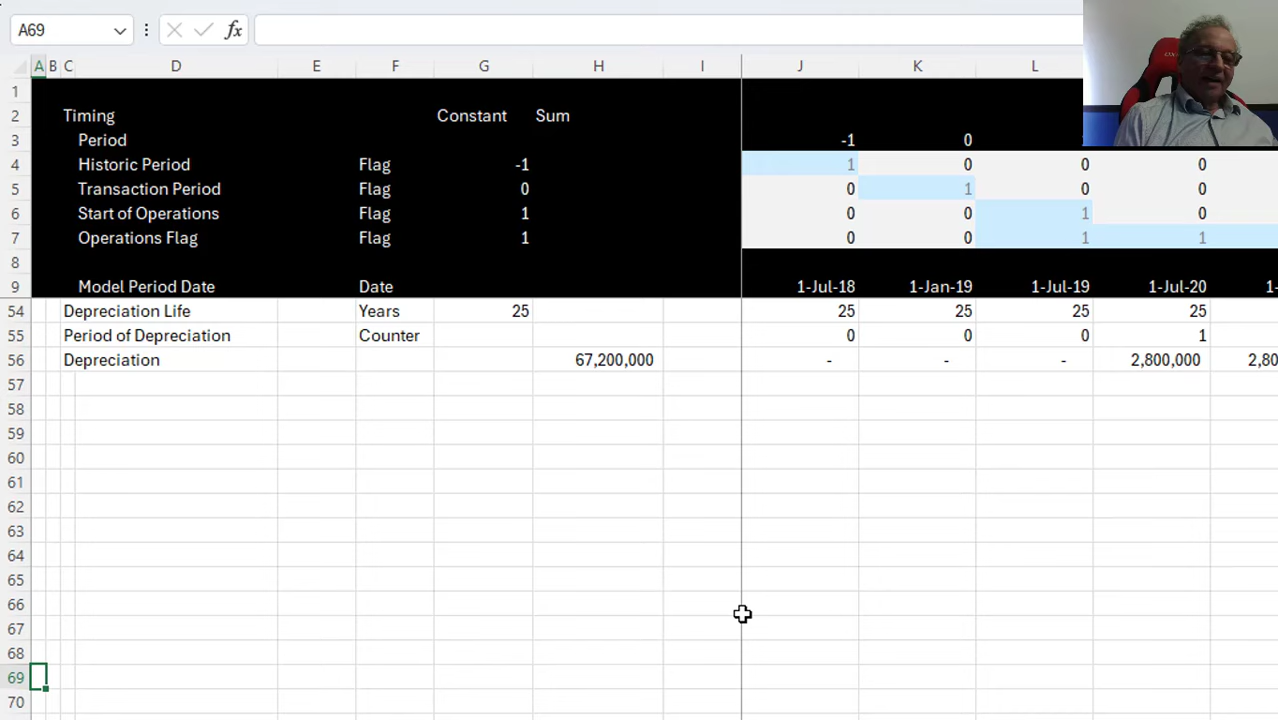 A69 fx
A B C D E F G H I J K L
1
2 Timing Constant Sum
3 Period -1 0
4 Historic Period Flag -1 1 0 0 0
5 Transaction Period Flag 0 0 1 0 0
6 Start of Operations Flag 1 0 0 1 0
7 Operations Flag Flag 1 0 0 1 1
8
9 Model Period Date Date 1-Jul-18 1-Jan-19 1-Jul-19 1-Jul-20 1-
54 Depreciation Life Years 25 25 25 25 25
55 Period of Depreciation Counter 0 0 0 1
56 Depreciation 67,200,000 - - - 2,800,000 2,80
57
58
59
60
61
62
63
64
65
66
67
68
69
70